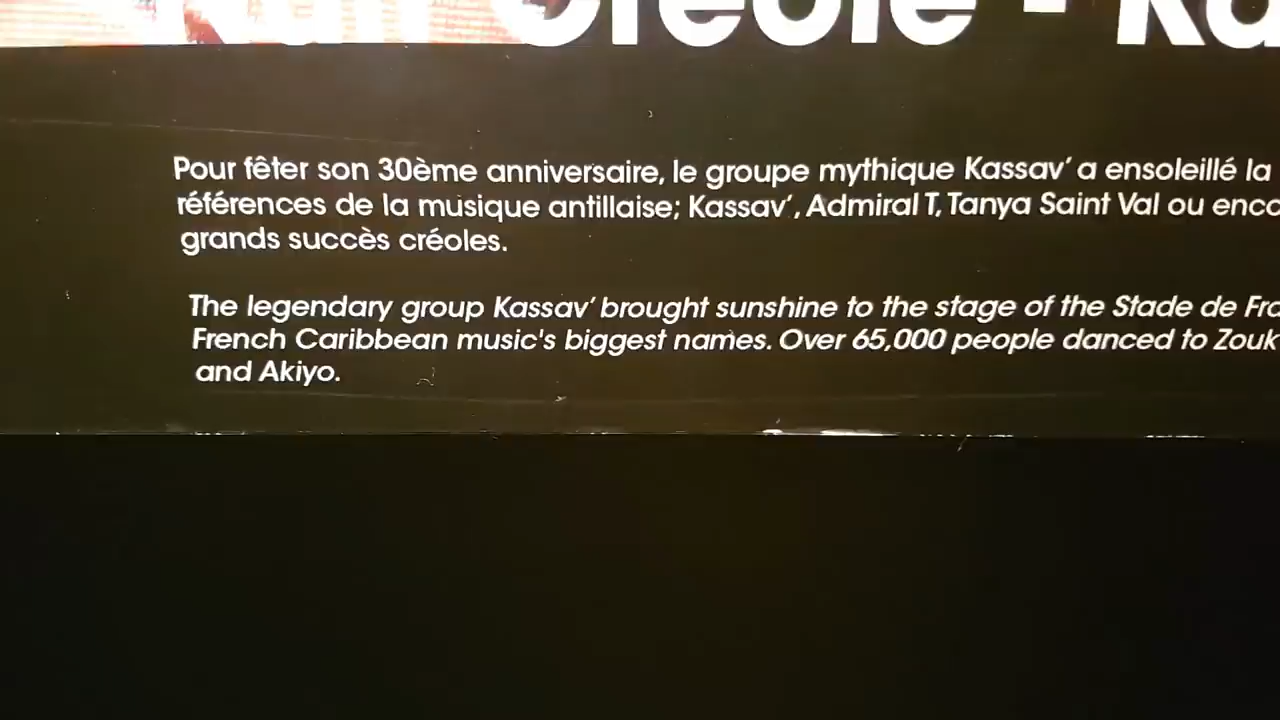 Créole -
Pour fêter son 30ème anniversaire, le groupe mythique Kassav' a ensoleillé la
références de la musique antillaise; Kassav', Admiral T, Tanya Saint Val ou
grands succès créoles.
The legendary group Kassav' brought sunshine to the stage of the Stade de
French Caribbean music's biggest names. Over 65,000 people danced to Zouk
and Akiyo.